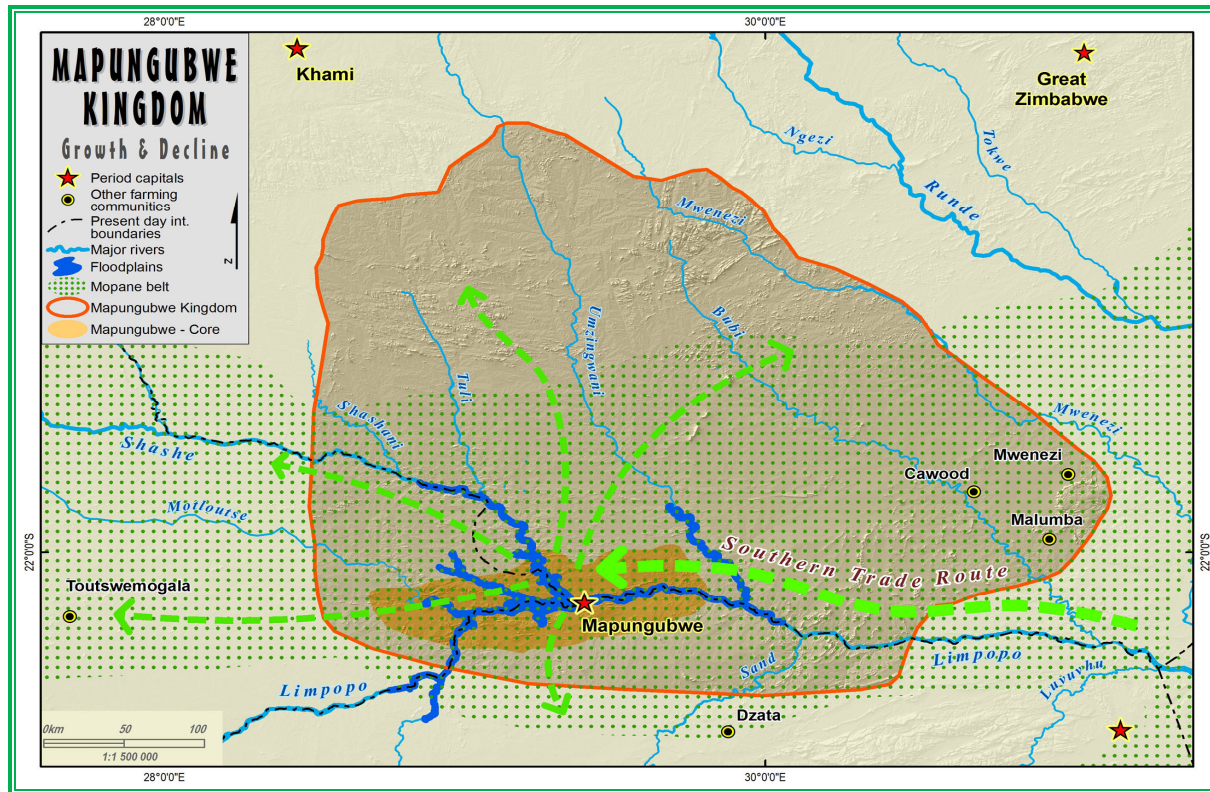 28°0'0"E
30°0'0"E
MAPUNGUBWE
KINGDOM
Growth & Decline
Period capitals
Other farming
communitics
Present day int.
boundaries
Major rivers
Floodplains
Mopane belt
Mapungubwe Kingdom
Mapungubwe - Core
N
Khami
Great
Zimbabwe
Ngezi
Tokwe
Runde
Mwenezi
Umzingwani
Bubi
Tuli
Shashani
Shashe
Mwenezi
Motloutse
Cawood
Mwenezi
Malumba
22°0'0"S
22°0'0"S
Southern Trade Route
Toutswemogala
Mapungubwe
Limpopo
Sand
Limpopo
Luvuvhu
Dzata
0km 50 100
1:1 500 000
28°0'0"E
30°0'0"E